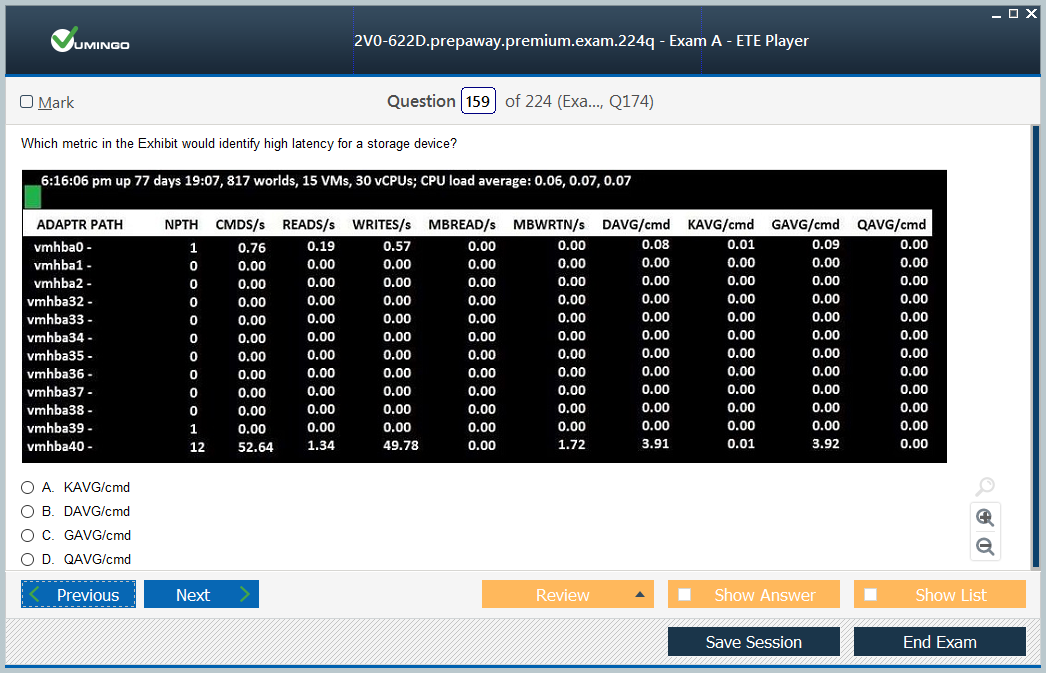 VUMINGO
2V0-622D.prepaway.premium.exam.224q - Exam A - ETE Player
Mark
Question 159 of 224 (Exa..., Q174)
Which metric in the Exhibit would identify high latency for a storage device?
6:16:06 pm up 77 days 19:07, 817 worlds, 15 VMs, 30 vCPUs; CPU load average: 0.06, 0.07, 0.07
ADAPTR PATH NPTH CMDS/s READS/s WRITES/s MBREAD/s MBWRTN/s DAVG/cmd KAVG/cmd GAVG/cmd QAVG/cmd
vmhba0 - 1 0.76 0.19 0.57 0.00 0.00 0.08 0.01 0.09 0.00
vmhba1 - 0 0.00 0.00 0.00 0.00 0.00 0.00 0.00 0.00 0.00
vmhba2 - 0 0.00 0.00 0.00 0.00 0.00 0.00 0.00 0.00 0.00
vmhba32 - 0 0.00 0.00 0.00 0.00 0.00 0.00 0.00 0.00 0.00
vmhba33 - 0 0.00 0.00 0.00 0.00 0.00 0.00 0.00 0.00 0.00
vmhba34 - 0 0.00 0.00 0.00 0.00 0.00 0.00 0.00 0.00 0.00
vmhba35 - 0 0.00 0.00 0.00 0.00 0.00 0.00 0.00 0.00 0.00
vmhba36 - 0 0.00 0.00 0.00 0.00 0.00 0.00 0.00 0.00 0.00
vmhba37 - 0 0.00 0.00 0.00 0.00 0.00 0.00 0.00 0.00 0.00
vmhba38 - 0 0.00 0.00 0.00 0.00 0.00 0.00 0.00 0.00 0.00
vmhba39 - 1 0.00 0.00 0.00 0.00 0.00 0.00 0.00 0.00 0.00
vmhba40 - 12 52.64 1.34 49.78 0.00 1.72 3.91 0.01 3.92 0.00
A. KAVG/cmd
B. DAVG/cmd
C. GAVG/cmd
D. QAVG/cmd
Previous Next Review Show Answer Show List
Save Session End Exam